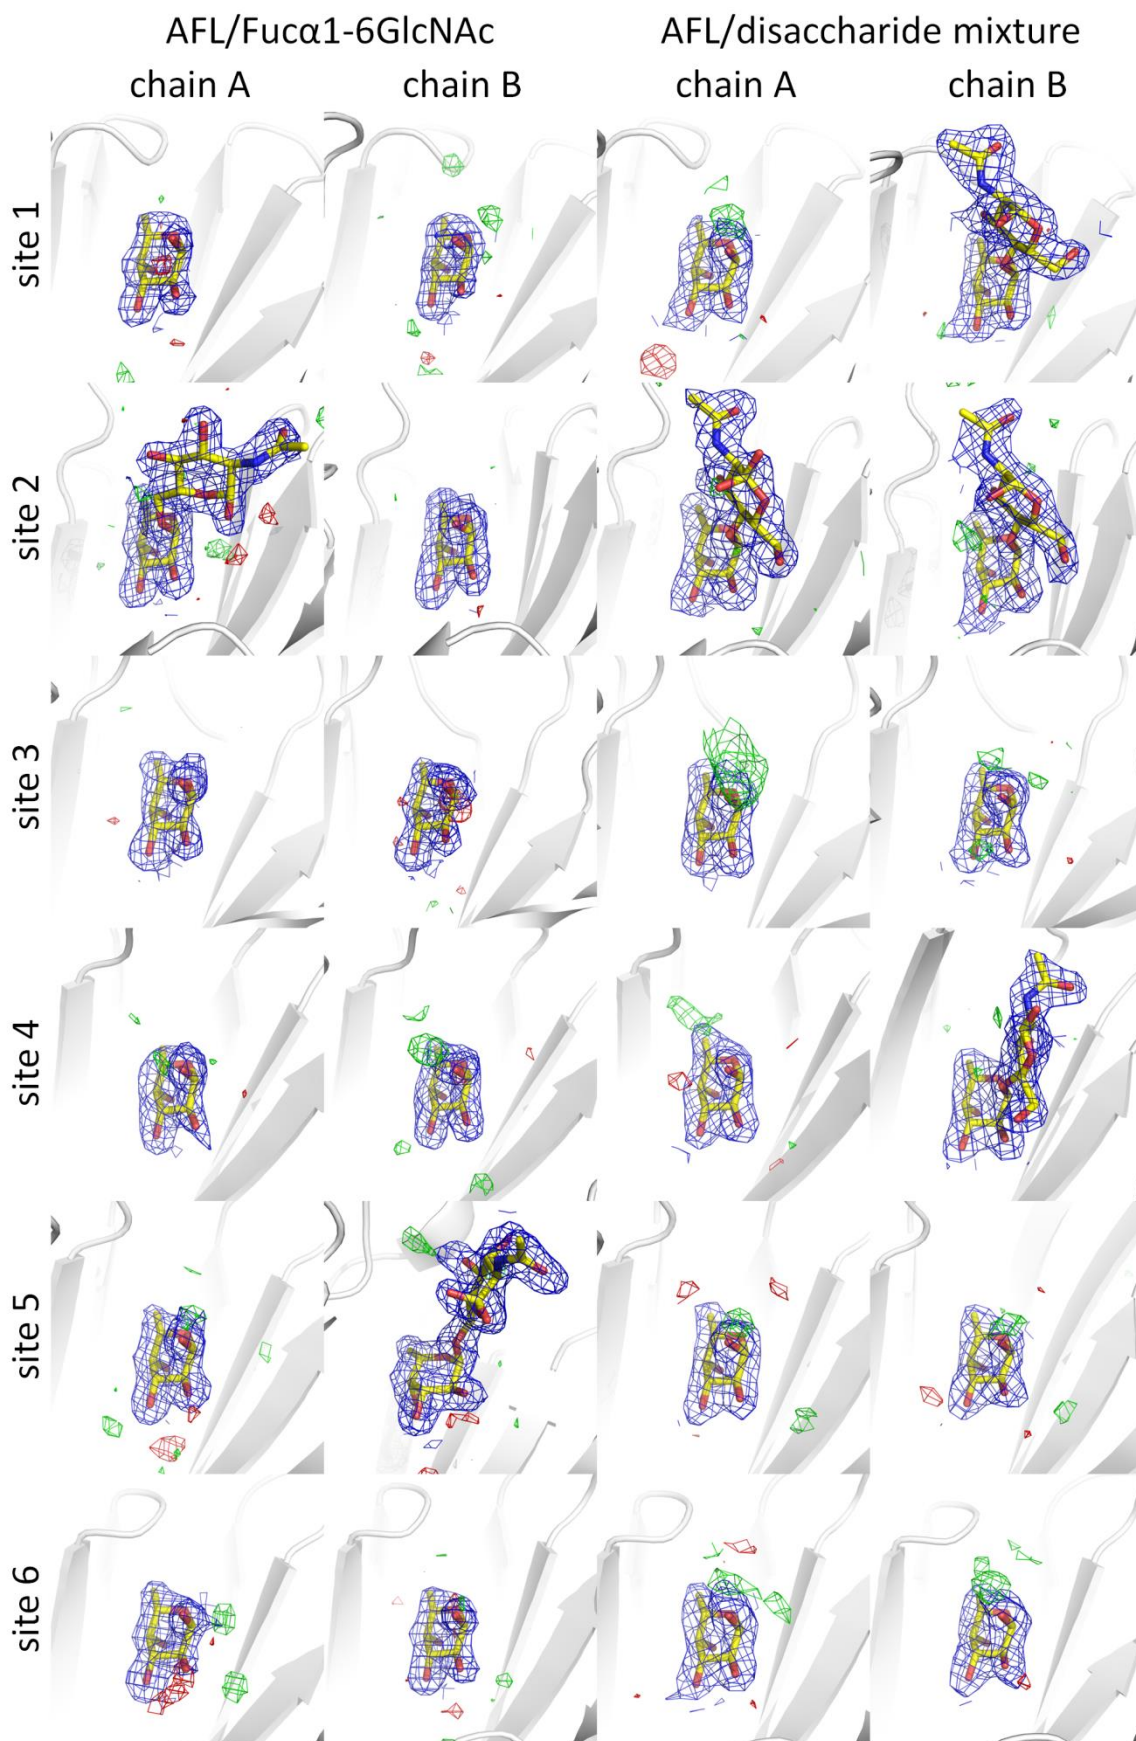 AFL/Fucα1-6GlcNAc AFL/disaccharide mixture
chain A chain B chain A chain B
site 1
site 2
site 3
site 4
site 5
site 6